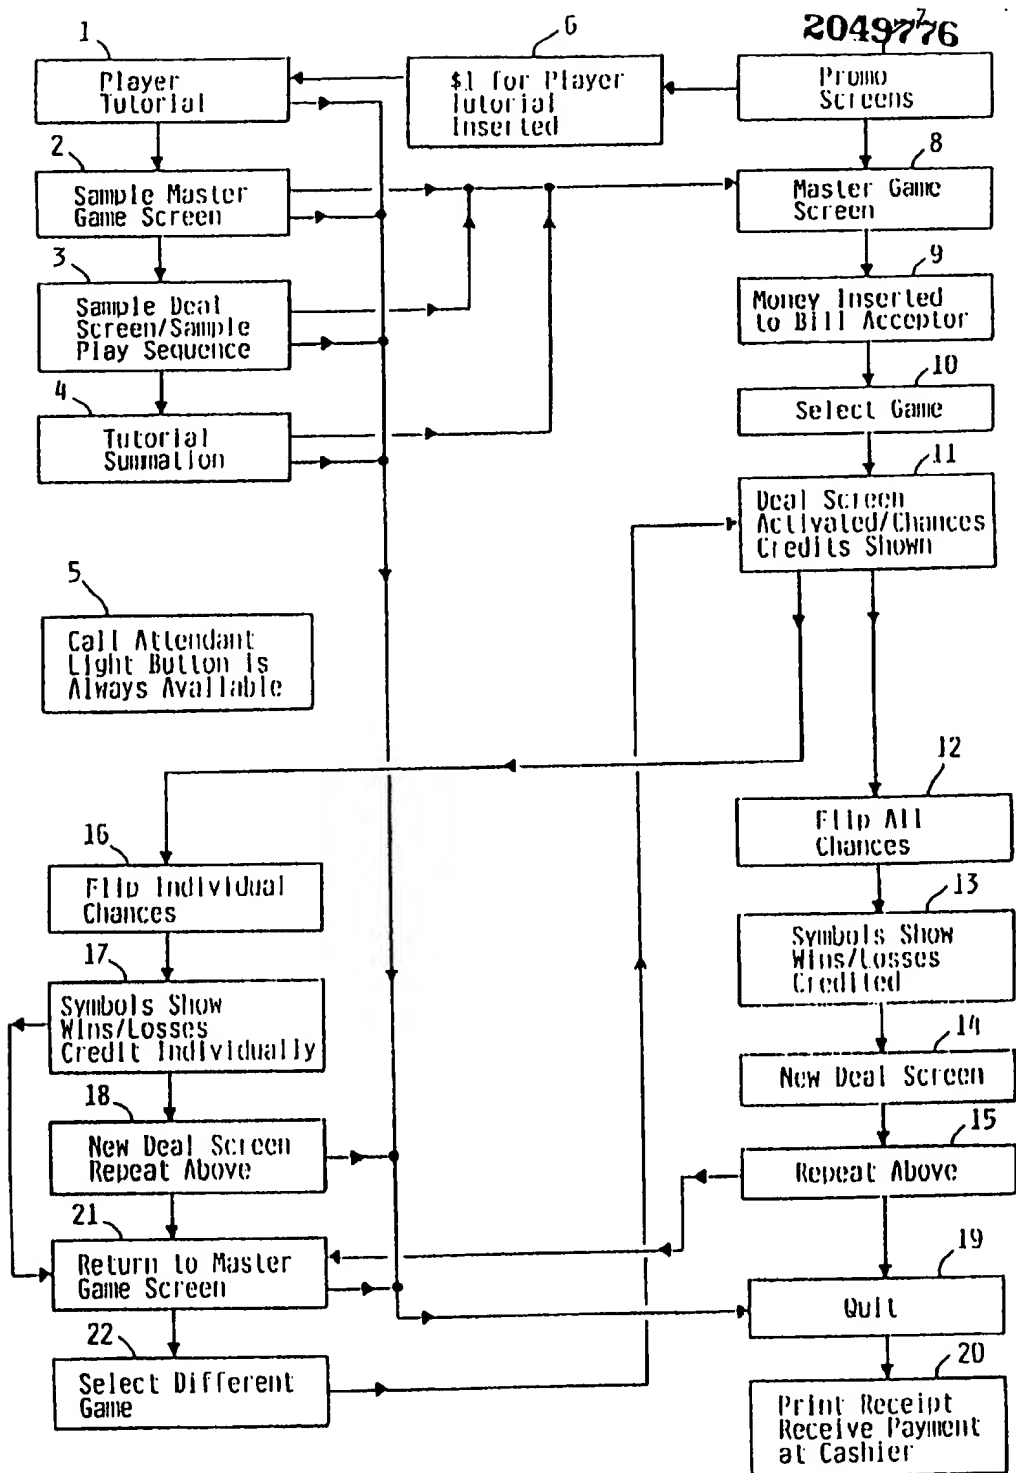 2049776
7
1
Player
Tutorial
6
$1 for Player
Tutorial
Inserted
Promo
Screens
2
Sample Master
Game Screen
8
Master Game
Screen
3
Sample Deal
Screen/Sample
Play Sequence
9
Money Inserted
to Bill Acceptor
10
Select Game
4
Tutorial
Summation
11
Deal Screen
Activated/Chances
Credits Shown
5
Call Attendant
Light Button is
Always Available
12
Flip All
Chances
16
Flip Individual
Chances
13
Symbols Show
Wins/Losses
Credited
17
Symbols Show
Wins/Losses
Credit Individually
14
New Deal Screen
18
New Deal Screen
Repeat Above
15
Repeat Above
21
Return to Master
Game Screen
19
Quit
22
Select Different
Game
20
Print Receipt
Receive Payment
at Cashier